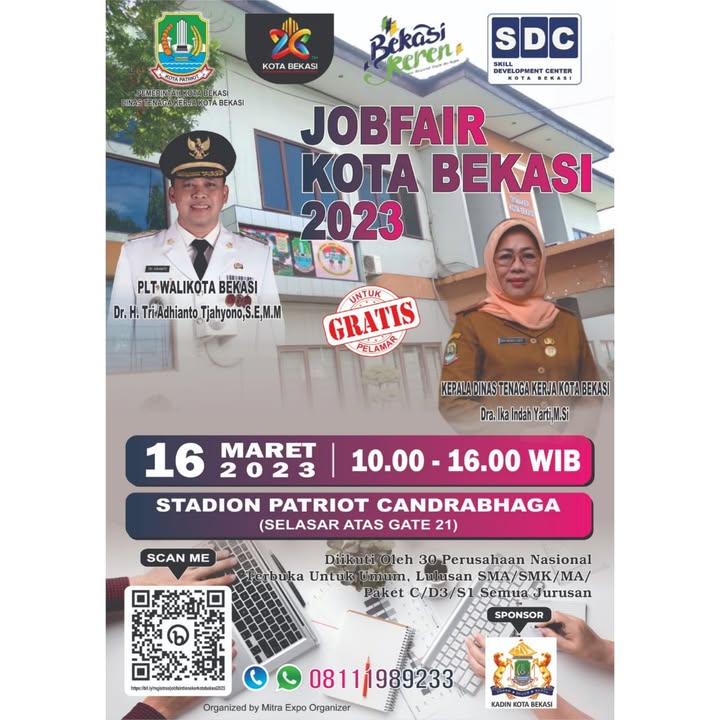 KOTA PATRIOT
PEMERINTAH KOTA BEKASI
DINAS TENAGA KERJA KOTA BEKASI
26
KOTA BEKASI
Bekasi
Keren
SDC
SKILL
DEVELOPMENT CENTER
KOTA BEKASI
JOBFAIR
KOTA BEKASI
2023
PLT WALIKOTA BEKASI
Dr. H. Tri Adhianto Tjahyono,S.E,M.M
UNTUK
GRATIS
PELAMAR
KEPALA DINAS TENAGA KERJA KOTA BEKASI
Dra. Ika Indah Yarti,M.Si
16 MARET 2023 | 10.00 - 16.00 WIB
STADION PATRIOT CANDRABHAGA
(SELASAR ATAS GATE 21)
SCAN ME
Diikuti Oleh 30 Perusahaan Nasional
Terbuka Untuk Umum, Lulusan SMA/SMK/MA/
Paket C/D3/S1 Semua Jurusan
SPONSOR
08111989233
KADIN KOTA BEKASI
Organized by Mitra Expo Organizer